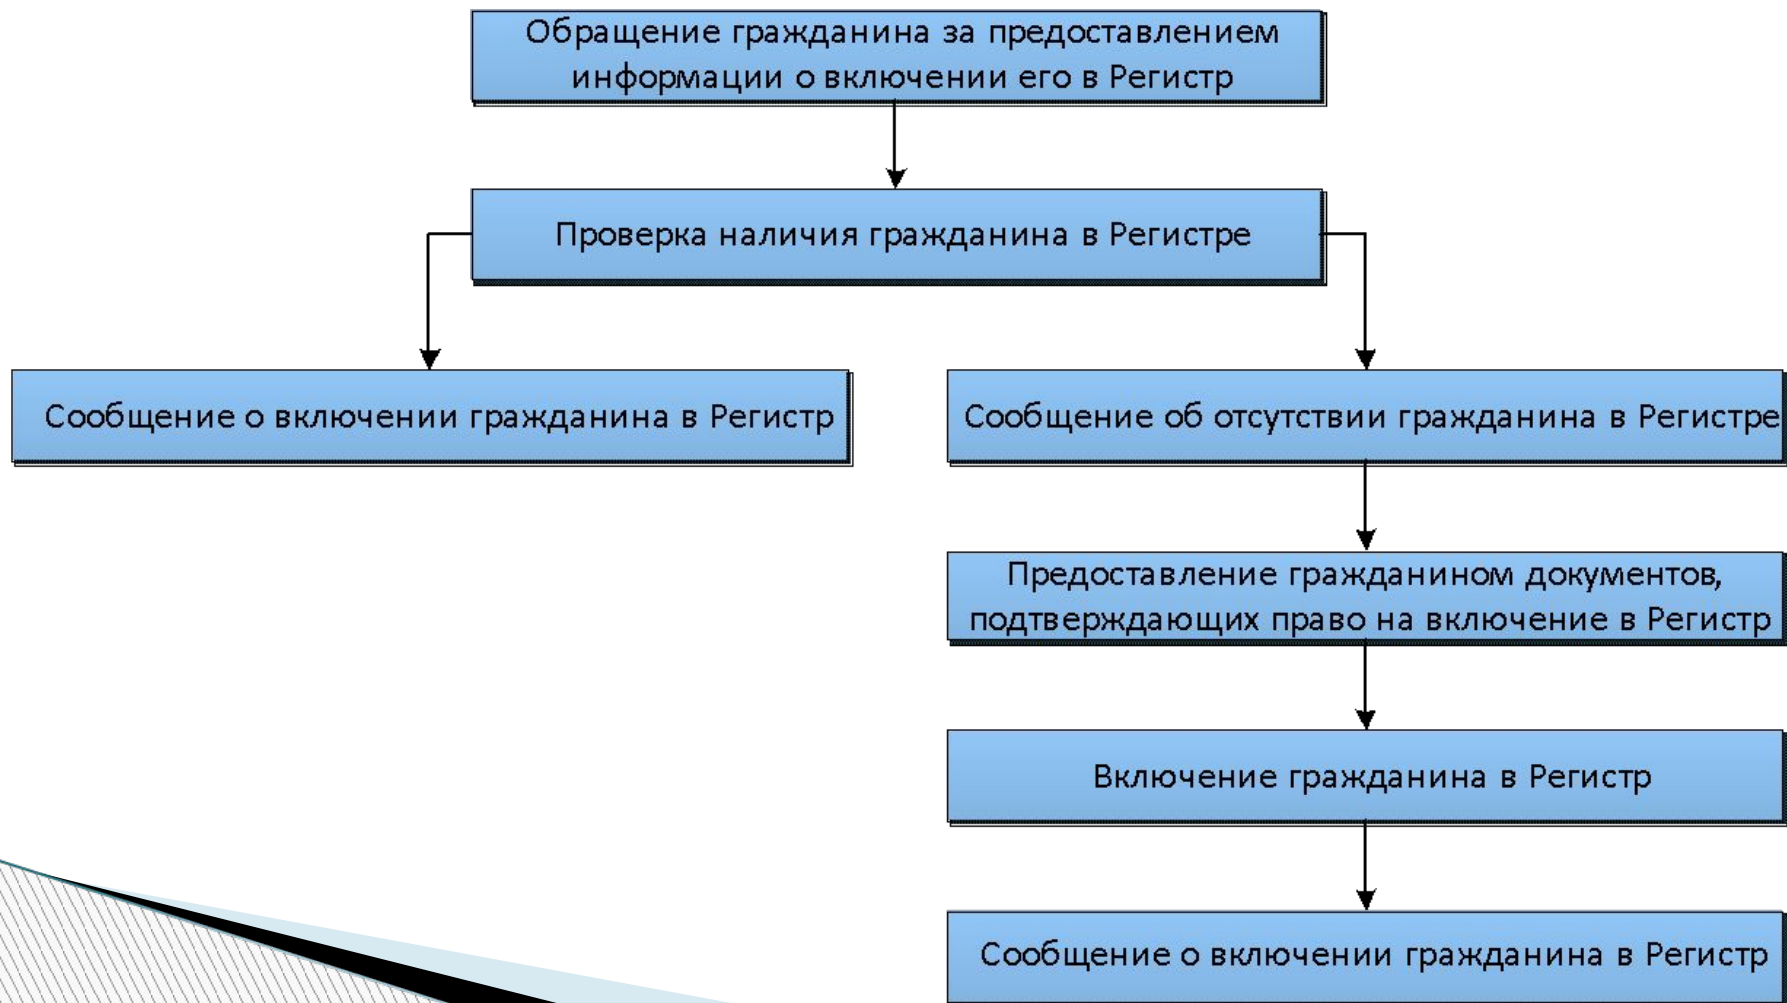 Обращение гражданина за предоставлением
информации о включении его в Регистр
Проверка наличия гражданина в Регистре
Сообщение о включении гражданина в Регистр
Сообщение об отсутствии гражданина в Регистре
Предоставление гражданином документов,
подтверждающих право на включение в Регистр
Включение гражданина в Регистр
Сообщение о включении гражданина в Регистр